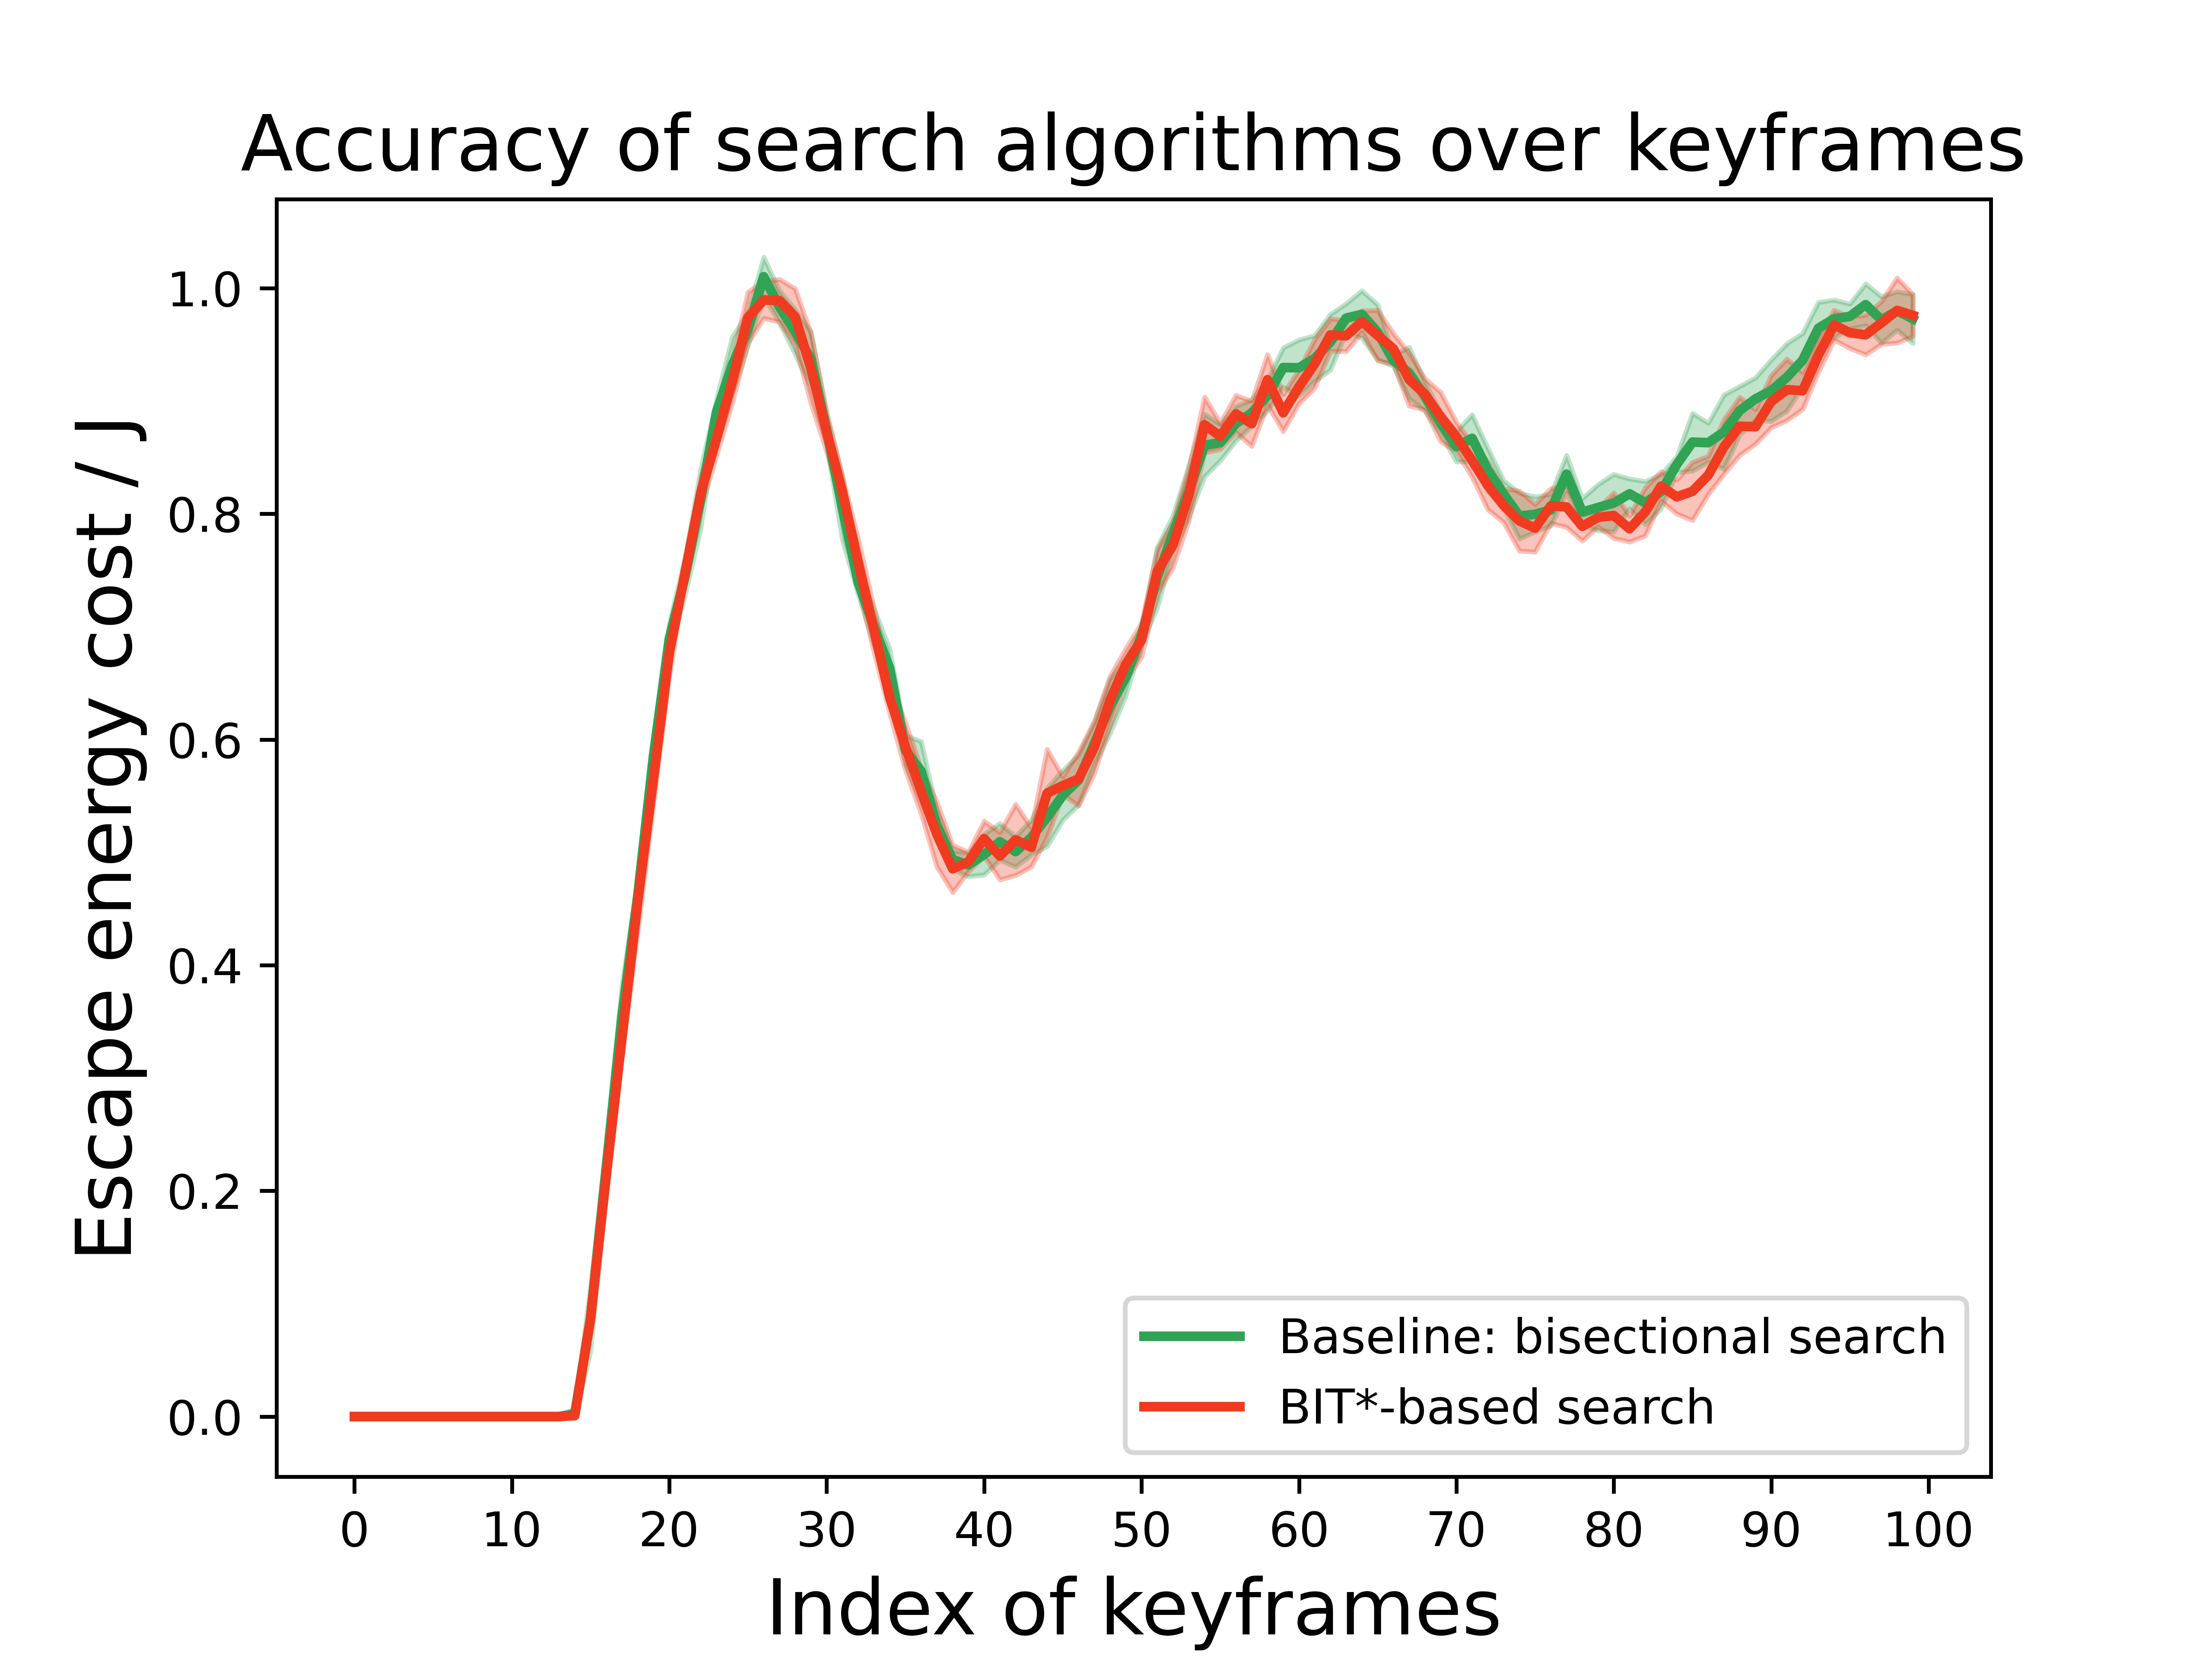 Accuracy of search algorithms over keyframes
Escape energy cost / J
1.0
0.8
0.6
0.4
0.2
0.0
Baseline: bisectional search
BIT*-based search
0 10 20 30 40 50 60 70 80 90 100
Index of keyframes